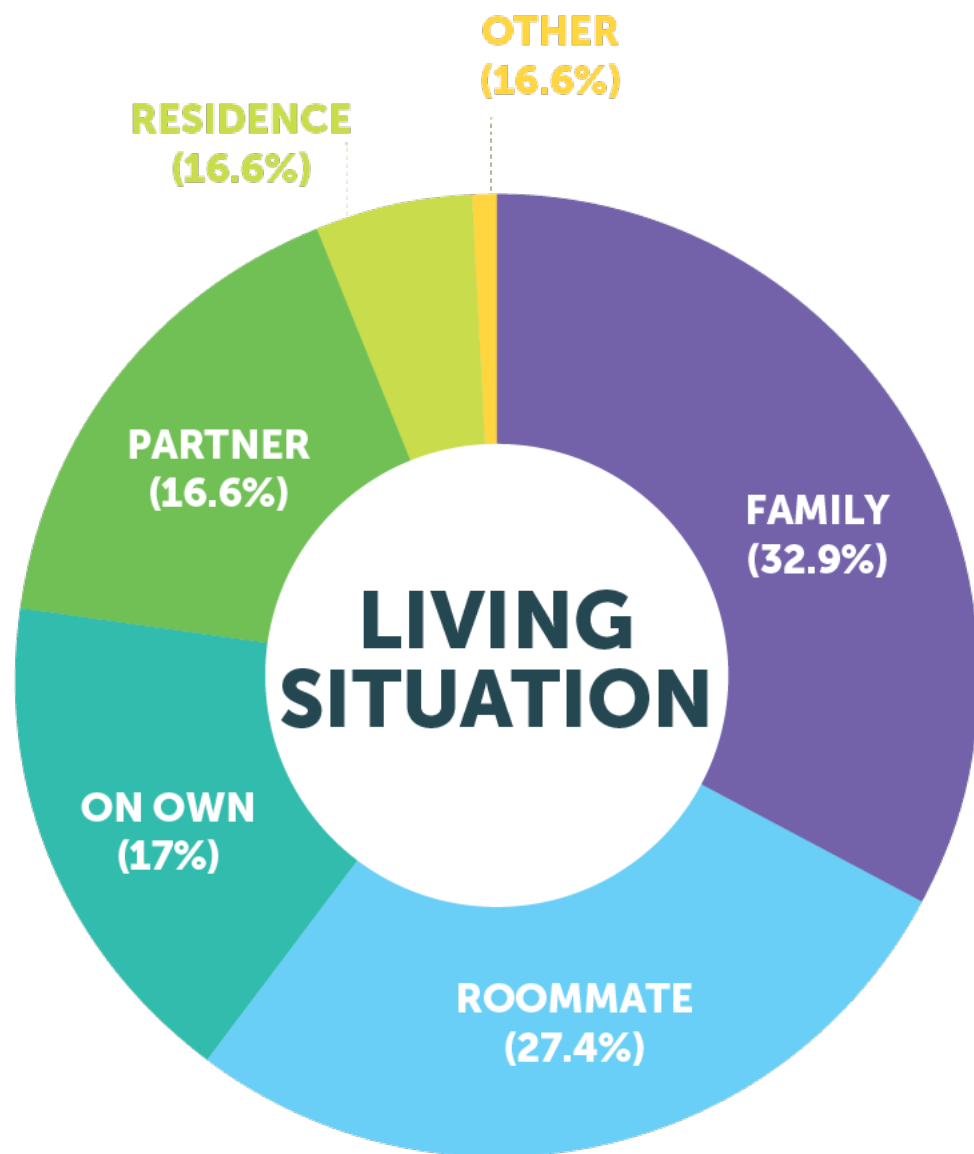 OTHER
(16.6%)
RESIDENCE
(16.6%)
PARTNER
(16.6%)
FAMILY
(32.9%)
LIVING
SITUATION
ON OWN
(17%)
ROOMMATE
(27.4%)